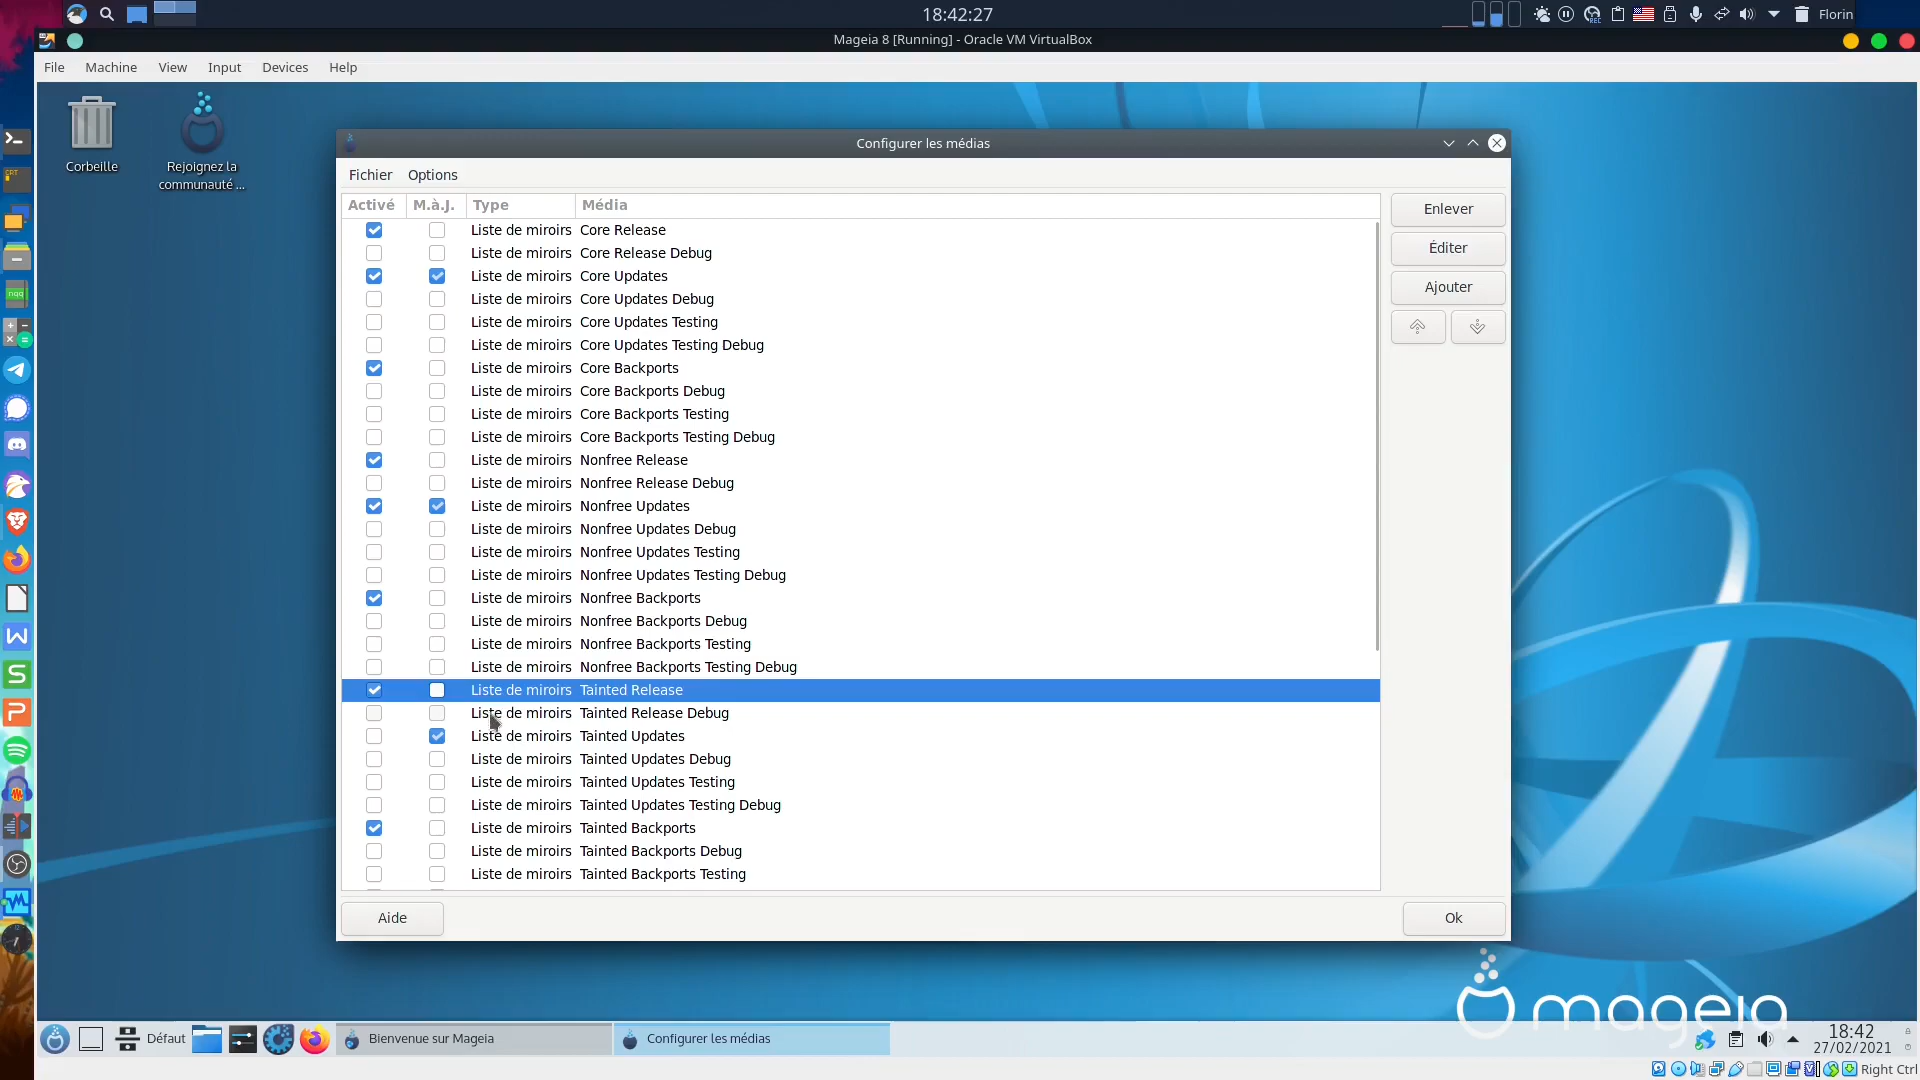 18:42:27
Florin
Mageia 8 [Running] - Oracle VM VirtualBox
File Machine View Input Devices Help
Corbeille
Rejoignez la
communauté ...
Configurer les médias
Fichier Options
Activé M.à.J. Type Média
Liste de miroirs Core Release
Liste de miroirs Core Release Debug
Liste de miroirs Core Updates
Liste de miroirs Core Updates Debug
Liste de miroirs Core Updates Testing
Liste de miroirs Core Updates Testing Debug
Liste de miroirs Core Backports
Liste de miroirs Core Backports Debug
Liste de miroirs Core Backports Testing
Liste de miroirs Core Backports Testing Debug
Liste de miroirs Nonfree Release
Liste de miroirs Nonfree Release Debug
Liste de miroirs Nonfree Updates
Liste de miroirs Nonfree Updates Debug
Liste de miroirs Nonfree Updates Testing
Liste de miroirs Nonfree Updates Testing Debug
Liste de miroirs Nonfree Backports
Liste de miroirs Nonfree Backports Debug
Liste de miroirs Nonfree Backports Testing
Liste de miroirs Nonfree Backports Testing Debug
Liste de miroirs Tainted Release
Liste de miroirs Tainted Release Debug
Liste de miroirs Tainted Updates
Liste de miroirs Tainted Updates Debug
Liste de miroirs Tainted Updates Testing
Liste de miroirs Tainted Updates Testing Debug
Liste de miroirs Tainted Backports
Liste de miroirs Tainted Backports Debug
Liste de miroirs Tainted Backports Testing
Enlever
Éditer
Ajouter
Aide
Ok
mageia
Défaut
Bienvenue sur Mageia
Configurer les médias
18:42
27/02/2021
Right Ctrl